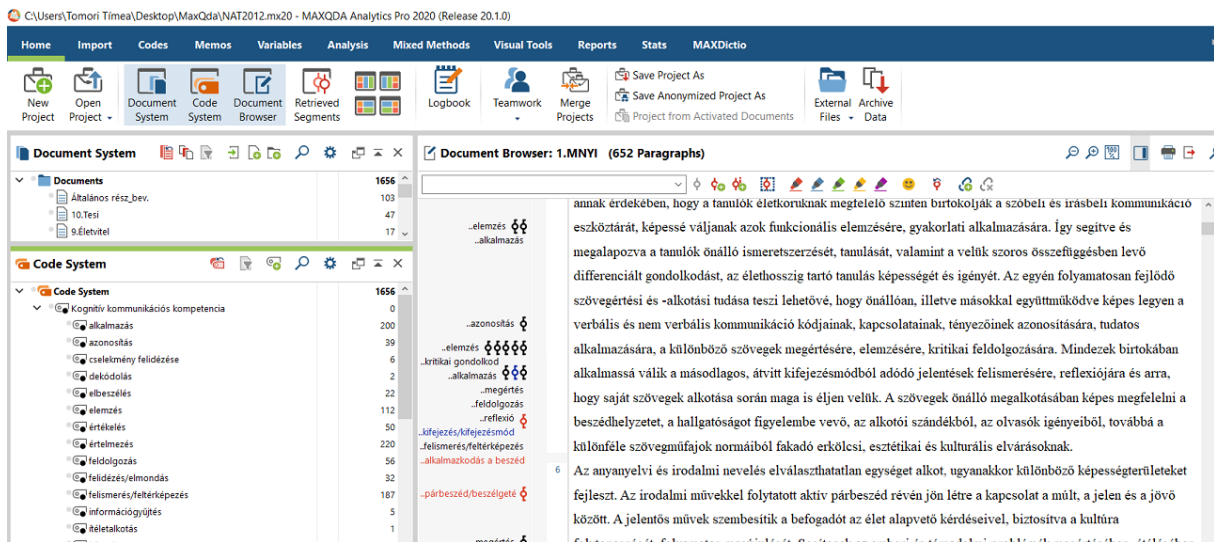 C:\Users\Tomori Tímea\Desktop\MaxQda\NAT2012.mx20 - MAXQDA Analytics Pro 2020 (Release 20.1.0)
Home Import Codes Memos Variables Analysis Mixed Methods Visual Tools Reports Stats MAXDictio
New Project
Open Project
Document System
Code System
Document Browser
Retrieved Segments
Logbook
Teamwork
Merge Projects
Save Project As
Save Anonymized Project As
Project from Activated Documents
External Files
Archive Data
Document System
Documents 1656
Általános rész_bev. 103
10.Tesi 47
9.Életvitel 17
Code System
Code System 1656
Kognitív kommunikációs kompetencia 0
alkalmazás 200
azonosítás 39
cselekmény felidézése 6
dekódolás 2
elbeszélés 22
elemzés 112
értékelés 50
értelmezés 220
feldolgozás 56
felidézés/elmondás 32
felismerés/feltérképezés 187
információgyűjtés 5
ítéletalkotás 1
Document Browser: 1.MNYI (652 Paragraphs)
..elemzés
..alkalmazás
..azonosítás
..elemzés
..kritikai gondolkod
..alkalmazás
..megértés
..feldolgozás
..reflexió
..kifejezés/kifejezésmód
..felismerés/feltérképezés
..alkalmazkodás a beszéd
..párbeszéd/beszélgeté
annak érdekében, hogy a tanulók életkoruknak megfelelő szinten birtokolják a szóbeli és írásbeli kommunikáció
eszköztárát, képessé váljanak azok funkcionális elemzésére, gyakorlati alkalmazására. Így segítve és
megalapozva a tanulók önálló ismeretszerzését, tanulását, valamint a velük szoros összefüggésben levő
differenciált gondolkodást, az élethosszig tartó tanulás képességét és igényét. Az egyén folyamatosan fejlődő
szövegértési és -alkotási tudása teszi lehetővé, hogy önállóan, illetve másokkal együttműködve képes legyen a
verbális és nem verbális kommunikáció kódjainak, kapcsolatainak, tényezőinek azonosítására, tudatos
alkalmazására, a különböző szövegek megértésére, elemzésére, kritikai feldolgozására. Mindezek birtokában
alkalmassá válik a másodlagos, átvitt kifejezésmódból adódó jelentések felismerésére, reflexiójára és arra,
hogy saját szövegek alkotása során maga is éljen velük. A szövegek önálló megalkotásában képes megfelelni a
beszédhelyzetet, a hallgatóságot figyelembe vevő, az alkotói szándékból, az olvasók igényeiből, továbbá a
különféle szövegműfajok normáiból fakadó erkölcsi, esztétikai és kulturális elvárásoknak.
6 Az anyanyelvi és irodalmi nevelés elválaszthatatlan egységet alkot, ugyanakkor különböző képességterületeket
fejleszt. Az irodalmi művekkel folytatott aktív párbeszéd révén jön létre a kapcsolat a múlt, a jelen és a jövő
között. A jelentős művek szembesítik a befogadót az élet alapvető kérdéseivel, biztosítva a kultúra